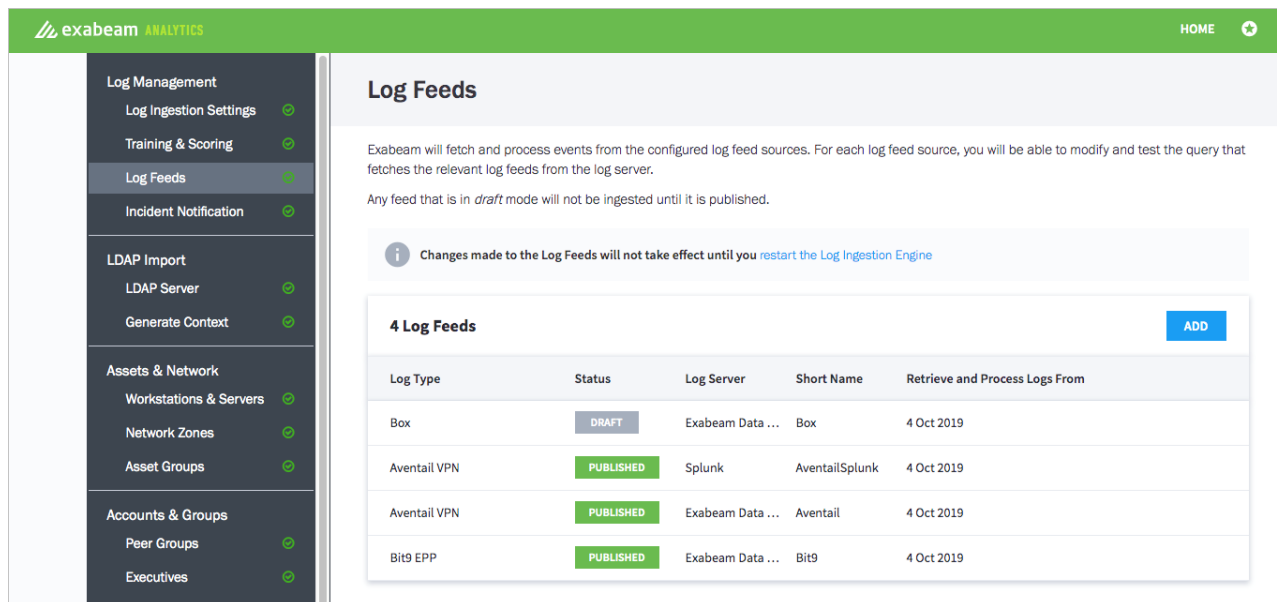 exabeam ANALYTICS
HOME
Log Management
Log Ingestion Settings
Training & Scoring
Log Feeds
Incident Notification
LDAP Import
LDAP Server
Generate Context
Assets & Network
Workstations & Servers
Network Zones
Asset Groups
Accounts & Groups
Peer Groups
Executives
Log Feeds
Exabeam will fetch and process events from the configured log feed sources. For each log feed source, you will be able to modify and test the query that
fetches the relevant log feeds from the log server.
Any feed that is in draft mode will not be ingested until it is published.
Changes made to the Log Feeds will not take effect until you restart the Log Ingestion Engine
4 Log Feeds ADD
Log Type Status Log Server Short Name Retrieve and Process Logs From
Box DRAFT Exabeam Data ... Box 4 Oct 2019
Aventail VPN PUBLISHED Splunk AventailSplunk 4 Oct 2019
Aventail VPN PUBLISHED Exabeam Data ... Aventail 4 Oct 2019
Bit9 EPP PUBLISHED Exabeam Data ... Bit9 4 Oct 2019